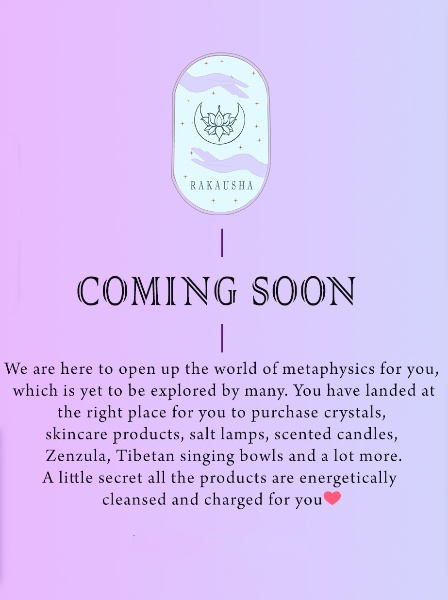 RAKAUSHA
COMING SOON
We are here to open up the world of metaphysics for you,
which is yet to be explored by many. You have landed at
the right place for you to purchase crystals,
skincare products, salt lamps, scented candles,
Zenzula, Tibetan singing bowls and a lot more.
A little secret all the products are energetically
cleansed and charged for you❤